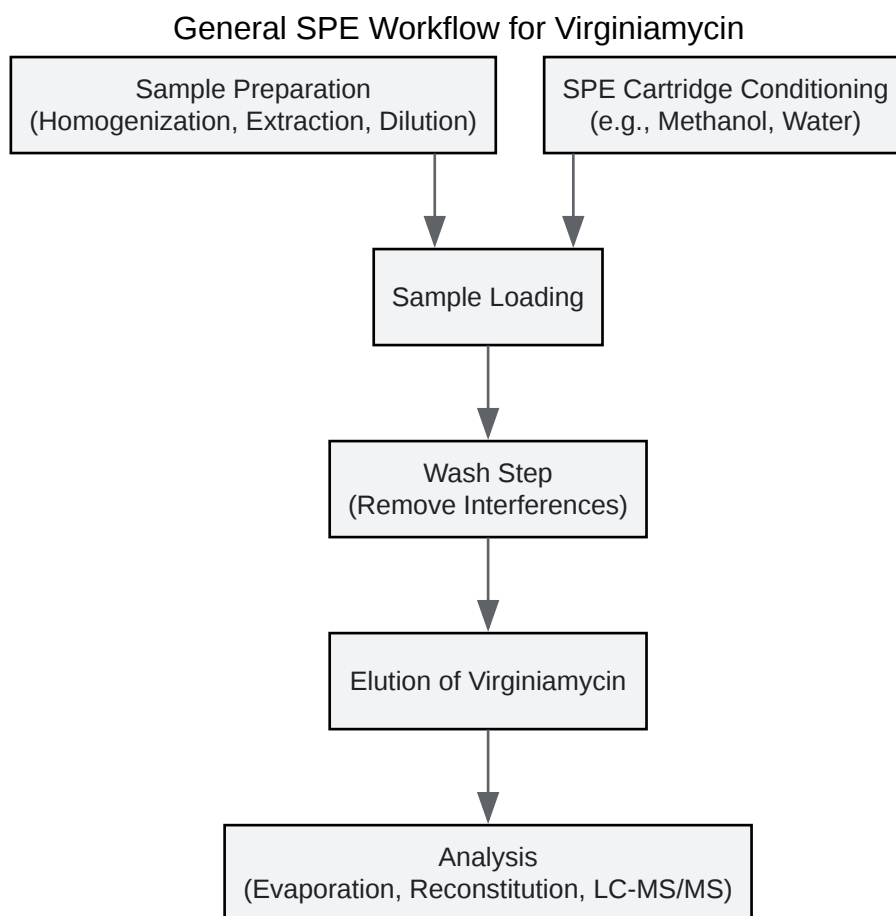 General SPE Workflow for Virginiamycin
Sample Preparation
(Homogenization, Extraction, Dilution)
SPE Cartridge Conditioning
(e.g., Methanol, Water)
Sample Loading
Wash Step
(Remove Interferences)
Elution of Virginiamycin
Analysis
(Evaporation, Reconstitution, LC-MS/MS)